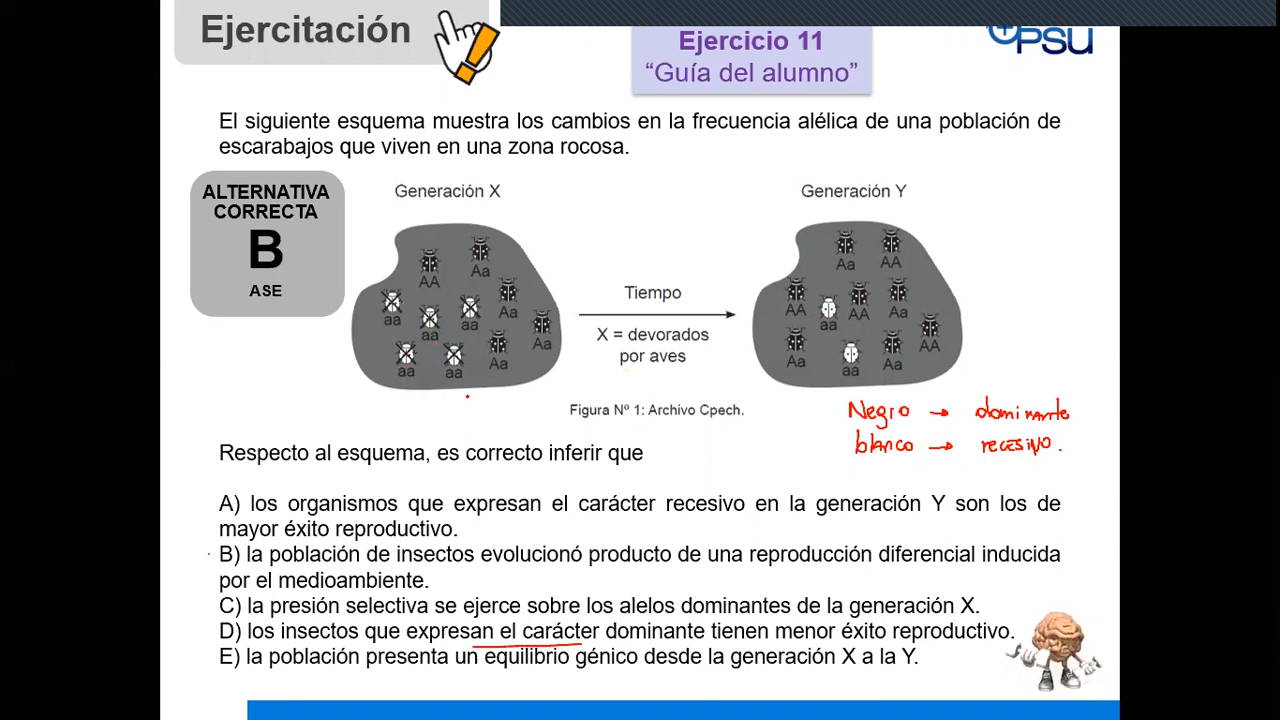 Ejercitación
Ejercicio 11
“Guía del alumno”
PSU
El siguiente esquema muestra los cambios en la frecuencia alélica de una población de
escarabajos que viven en una zona rocosa.
ALTERNATIVA
CORRECTA
B
ASE
Generación X
AA
Aa
aa
aa
aa
Aa
Aa
aa
aa
Aa
Tiempo
X = devorados
por aves
Generación Y
Aa
AA
AA
aa
AA
Aa
AA
Aa
aa
Aa
Figura Nº 1: Archivo Cpech.
Negro → dominante
blanco → recesivo.
Respecto al esquema, es correcto inferir que
A) los organismos que expresan el carácter recesivo en la generación Y son los de
mayor éxito reproductivo.
B) la población de insectos evolucionó producto de una reproducción diferencial inducida
por el medioambiente.
C) la presión selectiva se ejerce sobre los alelos dominantes de la generación X.
D) los insectos que expresan el carácter dominante tienen menor éxito reproductivo.
E) la población presenta un equilibrio génico desde la generación X a la Y.